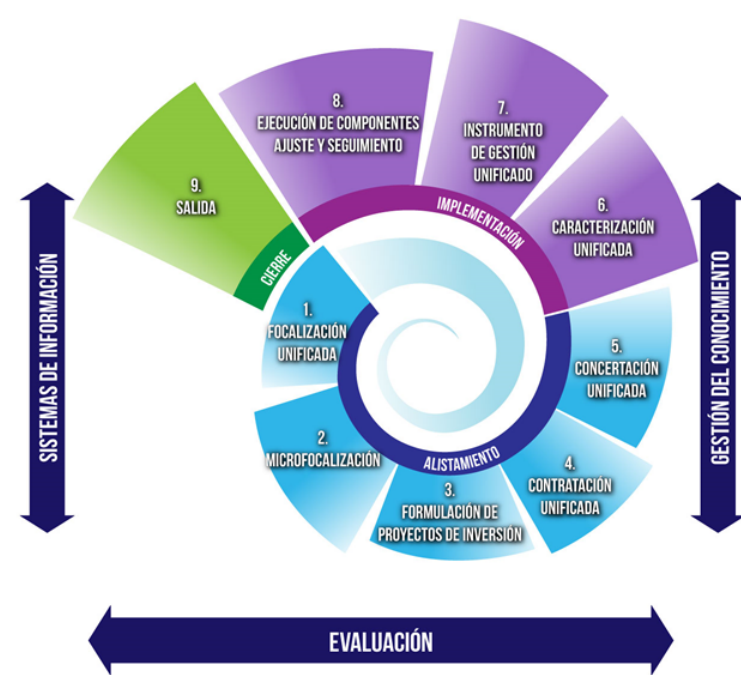 1.
FOCALIZACIÓN
UNIFICADA
2.
MICROFOCALIZACIÓN
3.
FORMULACIÓN DE
PROYECTOS DE INVERSIÓN
4.
CONTRATACIÓN
UNIFICADA
5.
CONCERTACIÓN
UNIFICADA
6.
CARACTERIZACIÓN
UNIFICADA
7.
INSTRUMENTO
DE GESTIÓN
UNIFICADO
8.
EJECUCIÓN DE COMPONENTES
AJUSTE Y SEGUIMIENTO
9.
SALIDA
ALISTAMIENTO
IMPLEMENTACIÓN
CIERRE
SISTEMAS DE INFORMACIÓN
GESTIÓN DEL CONOCIMIENTO
EVALUACIÓN